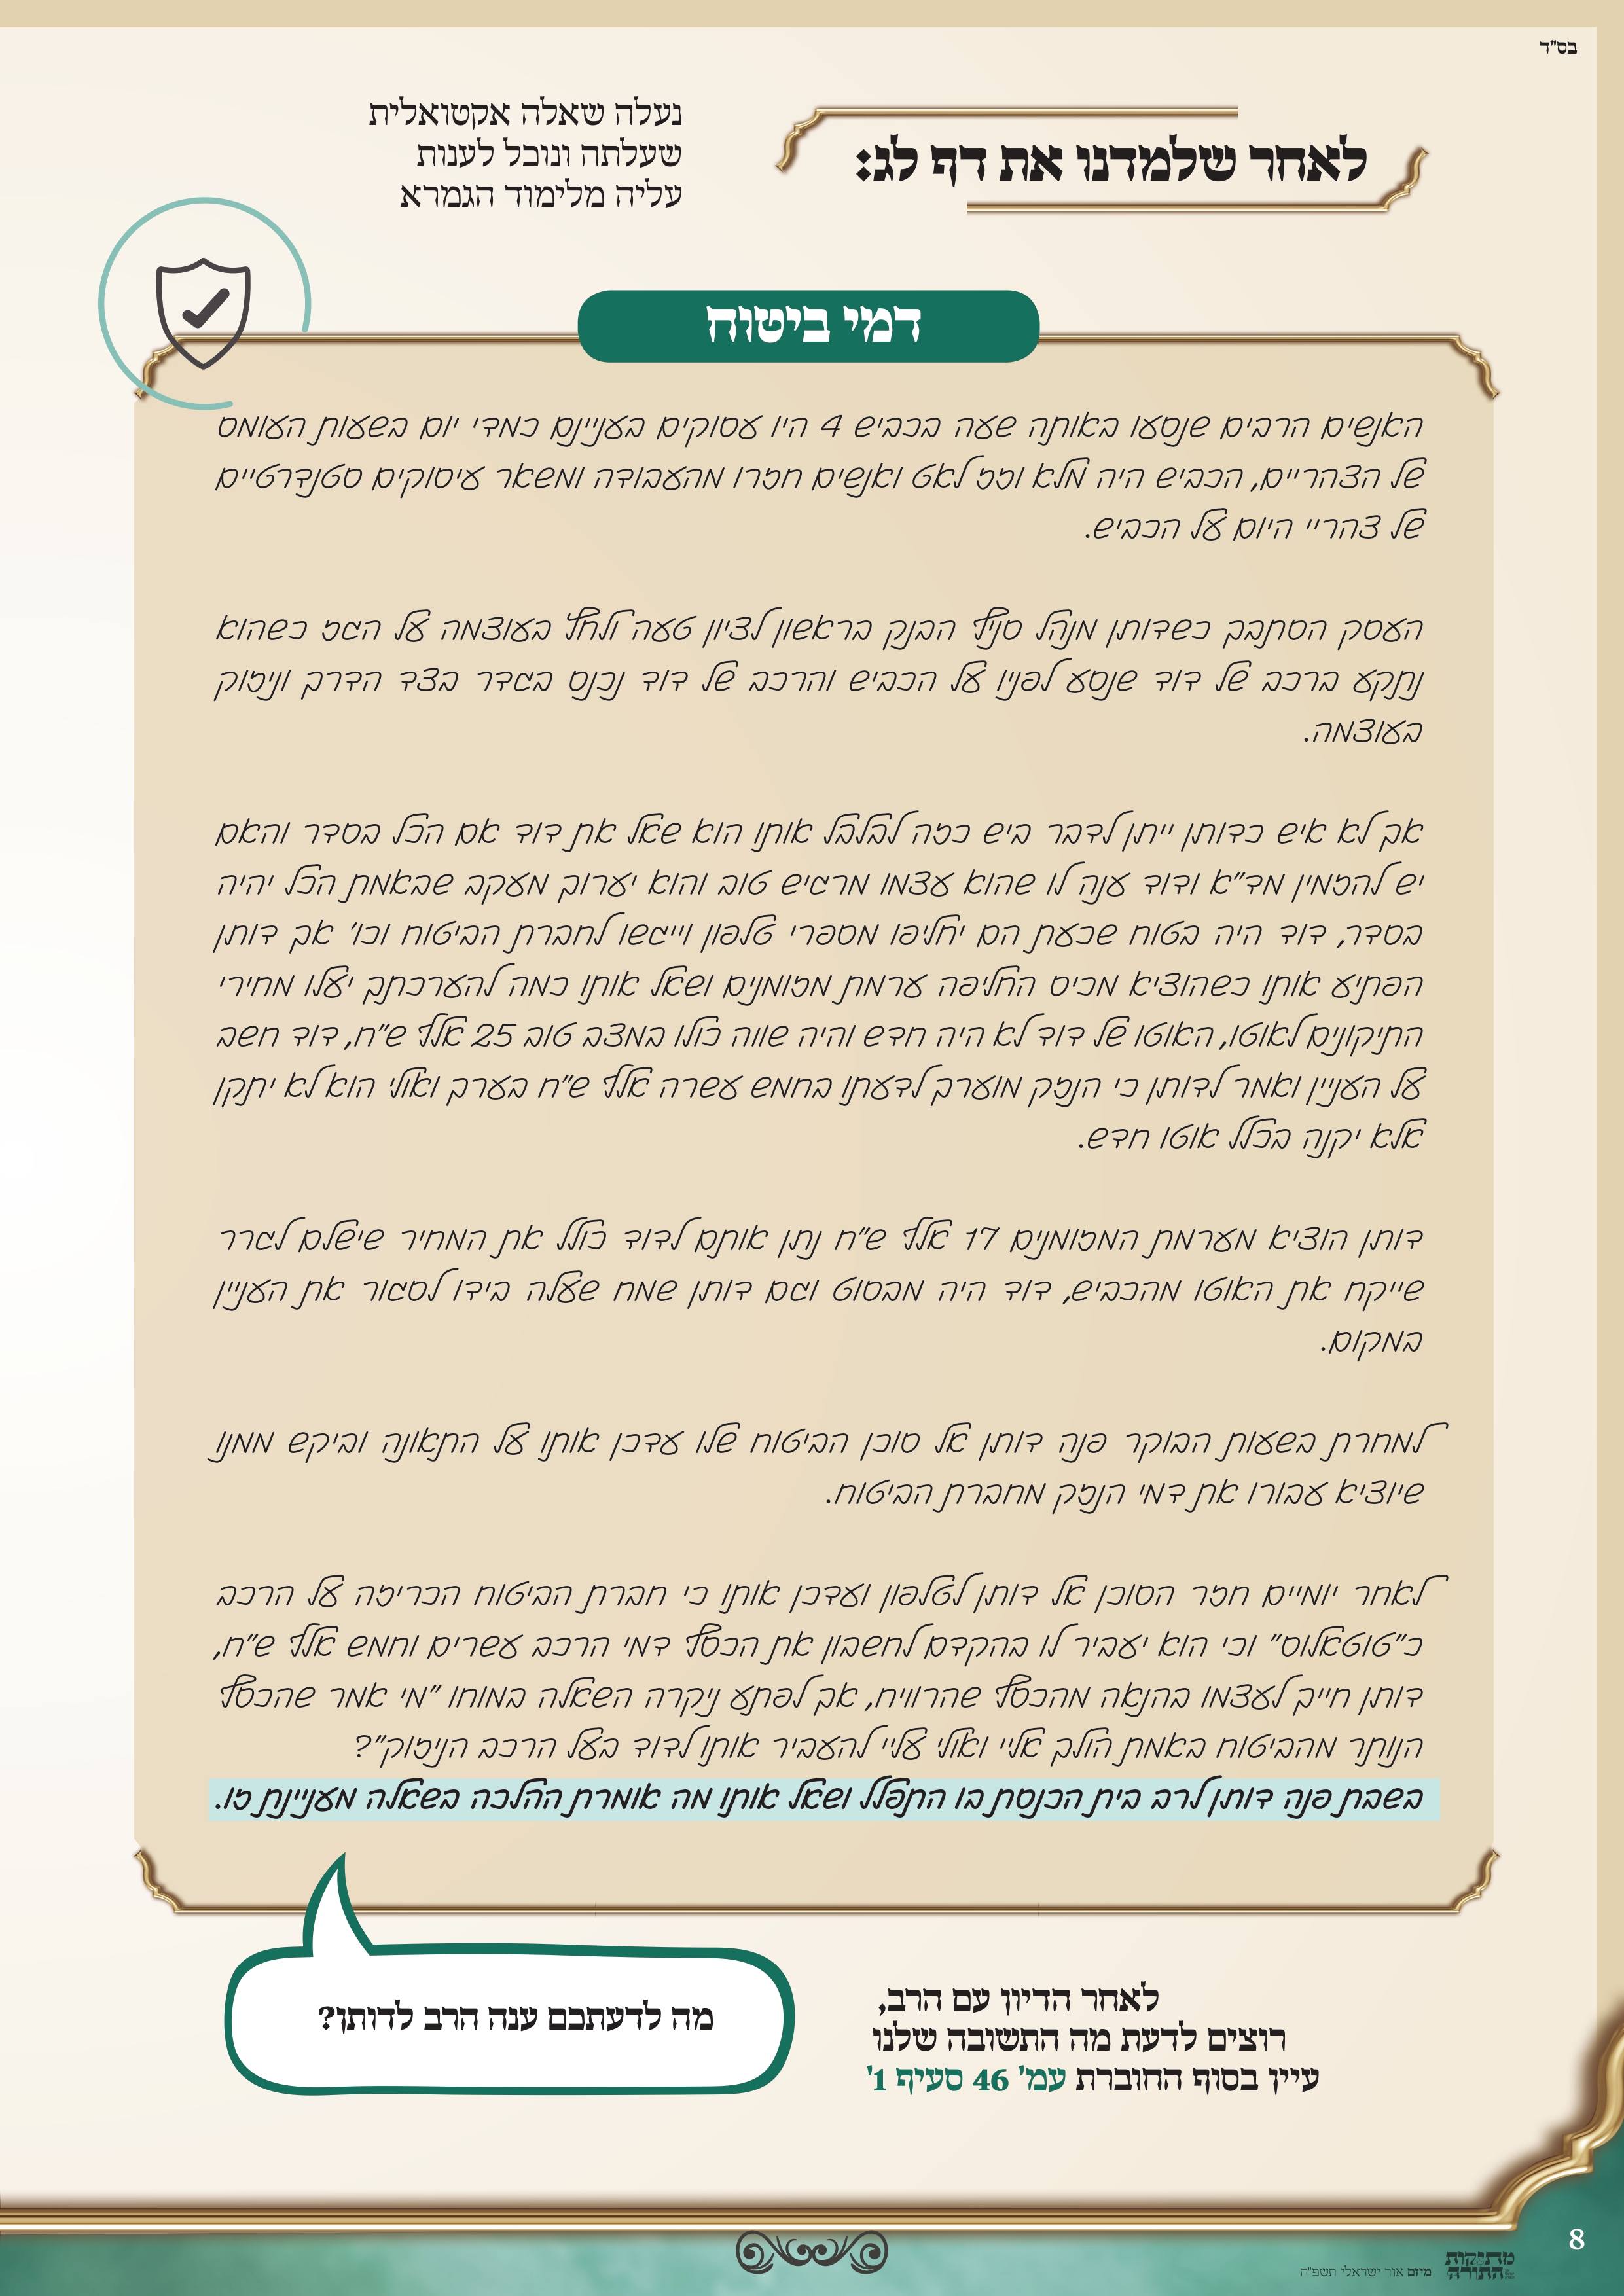 בס"ד
לאחר שלמדנו את דף לג:
נעלה שאלה אקטואלית
שעלתה ונוכל לענות
עליה מלימוד הגמרא
דמי ביטוח
האנשים הרבים שנסעו באותה שעה בכביש 4 היו עסוקים בענייינם כמדי יום בשעות העומס
של הצהריים, הכביש היה מלא וזז לאט ואנשים חזרו מהעבודה ומשאר עיסוקים סטנדרטיים
של צהריי היום על הכביש.
העסק הסתבך כשדותן מנהל סניף הבנק בראשון לציון טעה ולחץ בעוצמה על הגז כשהוא
נתקע ברכב של דוד שנסע לפניו על הכביש והרכב של דוד נכנס בגדר בצד הדרך וניזוק
בעוצמה.
אך לא איש כדותן ייתן לדבר ביש כזה לבלבל אותו הוא שאל את דוד אם הכל בסדר והאם
יש להזמין מד"א ודוד ענה לו שהוא עצמו מרגיש טוב והוא יערוך מעקב שבאמת הכל יהיה
בסדר, דוד היה בטוח שכעת הם יחליפו מספרי טלפון וייגשו לחברת הביטוח וכו' אך דותן
הפתיע אותו כשהוציא מכיס החליפה ערמת מזומנים ושאל אותו כמה להערכתך יעלו מחירי
התיקונים לאוטו, האוטו של דוד לא היה חדש והיה שווה כולו במצב טוב 25 אלף ש"ח, דוד חשב
על העניין ואמר לדותן כי הנזק מוערך לדעתו בחמש עשרה אלף ש"ח בערך ואולי הוא לא יתקן
אלא יקנה בכלל אוטו חדש.
דותן הוציא מערמת המזומנים 17 אלף ש"ח נתן אותם לדוד כולל את המחיר שישלם לגרר
שייקח את האוטו מהכביש, דוד היה מבסוט וגם דותן שמח שעלה בידו לסגור את העניין
במקום.
למחרת בשעות הבוקר פנה דותן אל סוכן הביטוח שלו עדכן אותו על התאונה וביקש ממנו
שיוציא עבורו את דמי הנזק מחברת הביטוח.
לאחר יומיים חזר הסוכן אל דותן לטלפון ועדכן אותו כי חברת הביטוח הכריזה על הרכב
כ"טוטאלוס" וכי הוא יעביר לו בהקדם לחשבון את הכסף דמי הרכב עשרים וחמש אלף ש"ח,
דותן חייך לעצמו בהנאה מהכסף שהרוויח, אך לפתע ניקרה השאלה במוחו "מי אמר שהכסף
הנותר מהביטוח באמת הולך אליי ואולי עליי להעביר אותו לדוד בעל הרכב הניזוק"?
בשבת פנה דותן לרב בית הכנסת בו התפלל ושאל אותו מה אומרת ההלכה בשאלה מעניינת זו.
מה לדעתכם ענה הרב לדותן?
לאחר הדיון עם הרב,
רוצים לדעת מה התשובה שלנו
עיין בסוף החוברת עמ' 46 סעיף 1'
8
מתיקות
התורה
מיזם אור ישראלי תשפ"ה